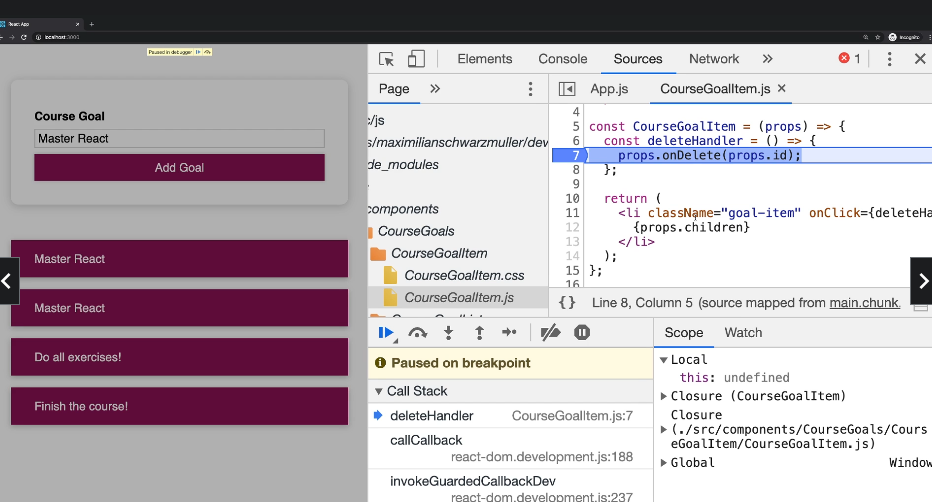 React App
localhost:3000
Incognito
Paused in debugger
Course Goal
Master React
Add Goal
Master React
Master React
Do all exercises!
Finish the course!
Elements Console Sources Network » 1
Page »
App.js CourseGoalItem.js ×
c/js
s/maximilianschwarzmuller/dev
de_modules
components
CourseGoals
CourseGoalItem
CourseGoalItem.css
CourseGoalItem.js
4
5 const CourseGoalItem = (props) => {
6 const deleteHandler = () => {
7 props.onDelete(props.id);
8 };
9
10 return (
11 <li className="goal-item" onClick={deleteHa
12 {props.children}
13 </li>
14 );
15 };
16
{} Line 8, Column 5 (source mapped from main.chunk.
Paused on breakpoint
Call Stack
deleteHandler CourseGoalItem.js:7
callCallback
react-dom.development.js:188
invokeGuardedCallbackDev
react-dom.development.js:237
Scope Watch
Local
this: undefined
Closure (CourseGoalItem)
Closure
(./src/components/CourseGoals/Cours
eGoalItem/CourseGoalItem.js)
Global Window